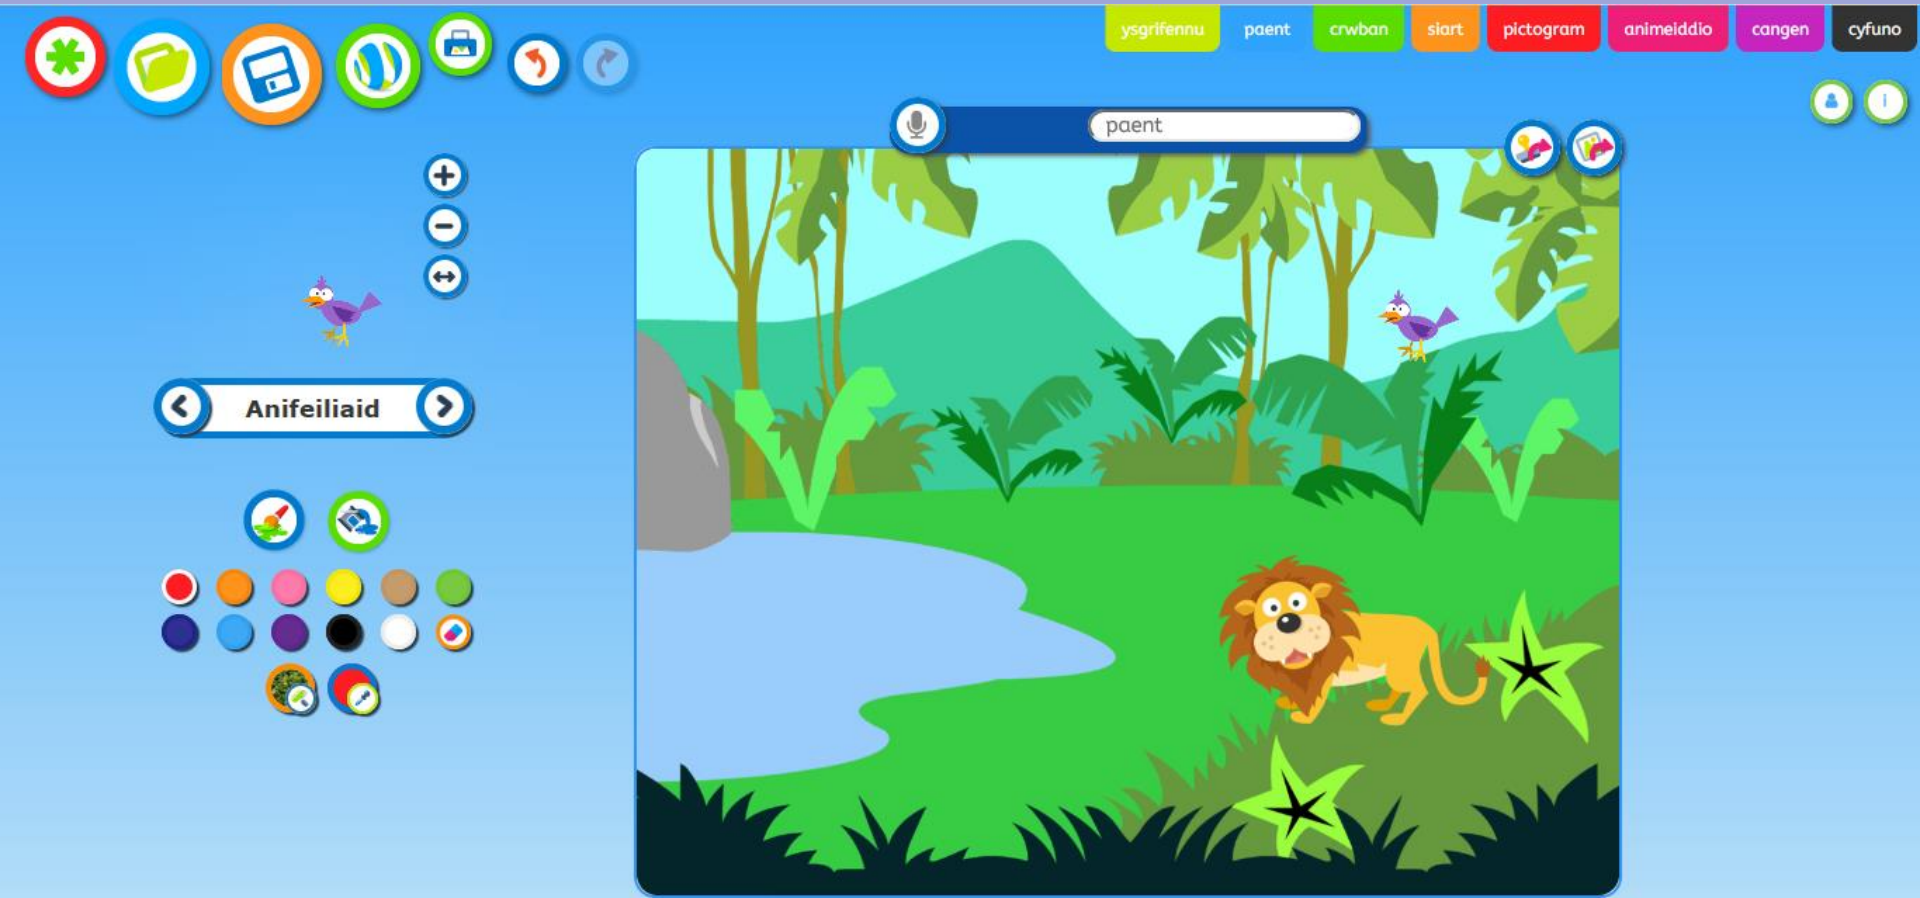 ysgrifennu paent crwban siart pictogram animeiddio cangen cyfuno
i
paent
Anifeiliaid